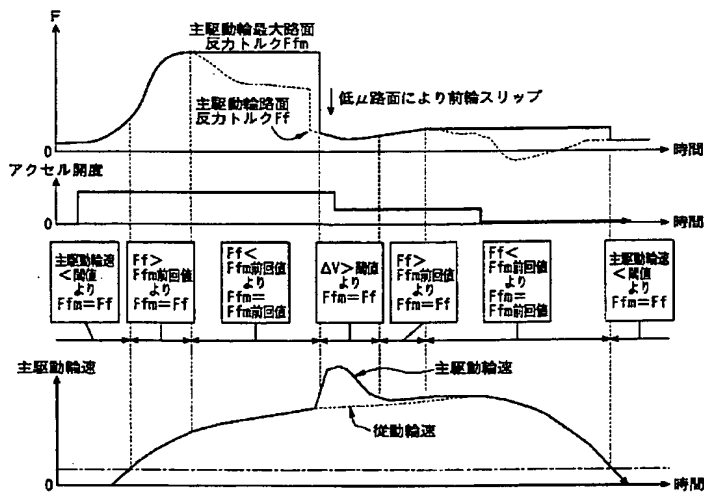 F
主駆動輪最大路面
反力トルクFfm
主駆動輪路面
反力トルクFf
低μ路面により前輪スリップ
0
時間
アクセル開度
0
時間
主駆動輪速
<閾値
より
Ffm=Ff
Ff>
Ffm前回値
より
Ffm=Ff
Ff<
Ffm前回値
より
Ffm=
Ffm前回値
ΔV>閾値
より
Ffm=Ff
Ff>
Ffm前回値
より
Ffm=Ff
Ff<
Ffm前回値
より
Ffm=
Ffm前回値
主駆動輪速
<閾値
より
Ffm=Ff
主駆動輪速
主駆動輪速
従動輪速
0
時間